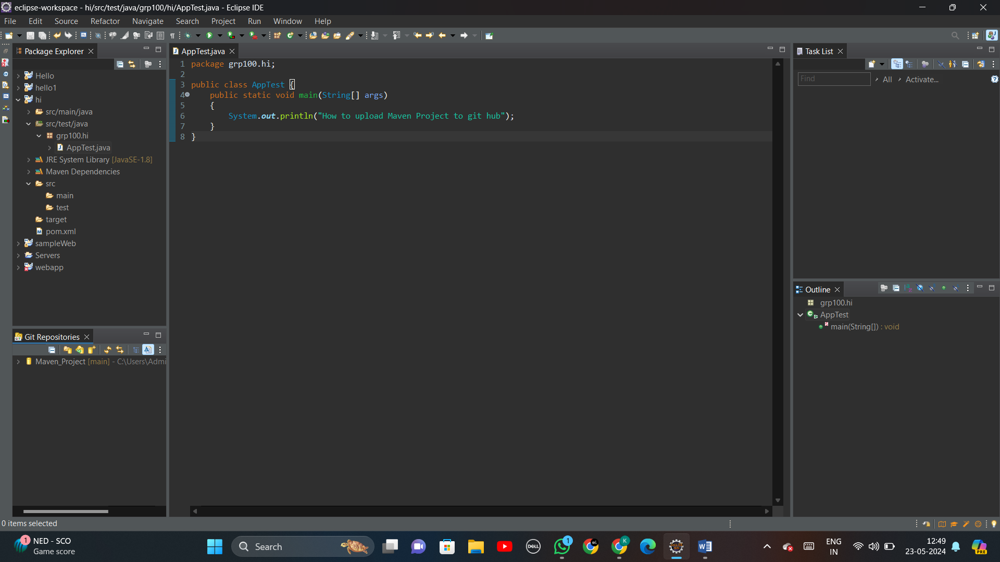 eclipse-workspace - hi/src/test/java/grp100/hi/AppTest.java - Eclipse IDE
File Edit Source Refactor Navigate Search Project Run Window Help
Package Explorer
Hello
hello1
hi
src/main/java
src/test/java
grp100.hi
AppTest.java
JRE System Library [JavaSE-1.8]
Maven Dependencies
src
main
test
target
pom.xml
sampleWeb
Servers
webapp
Git Repositories
Maven_Project [main] - C:\Users\Admi
AppTest.java
1 package grp100.hi;
2
3 public class AppTest {
4 public static void main(String[] args)
5 {
6 System.out.println("How to upload Maven Project to git hub");
7 }
8 }
Task List
Find All Activate...
Outline
grp100.hi
AppTest
main(String[]) : void
0 items selected
1
NED - SCO
Game score
Search
DELL
1
K
ENG
IN
12:49
23-05-2024
PRE